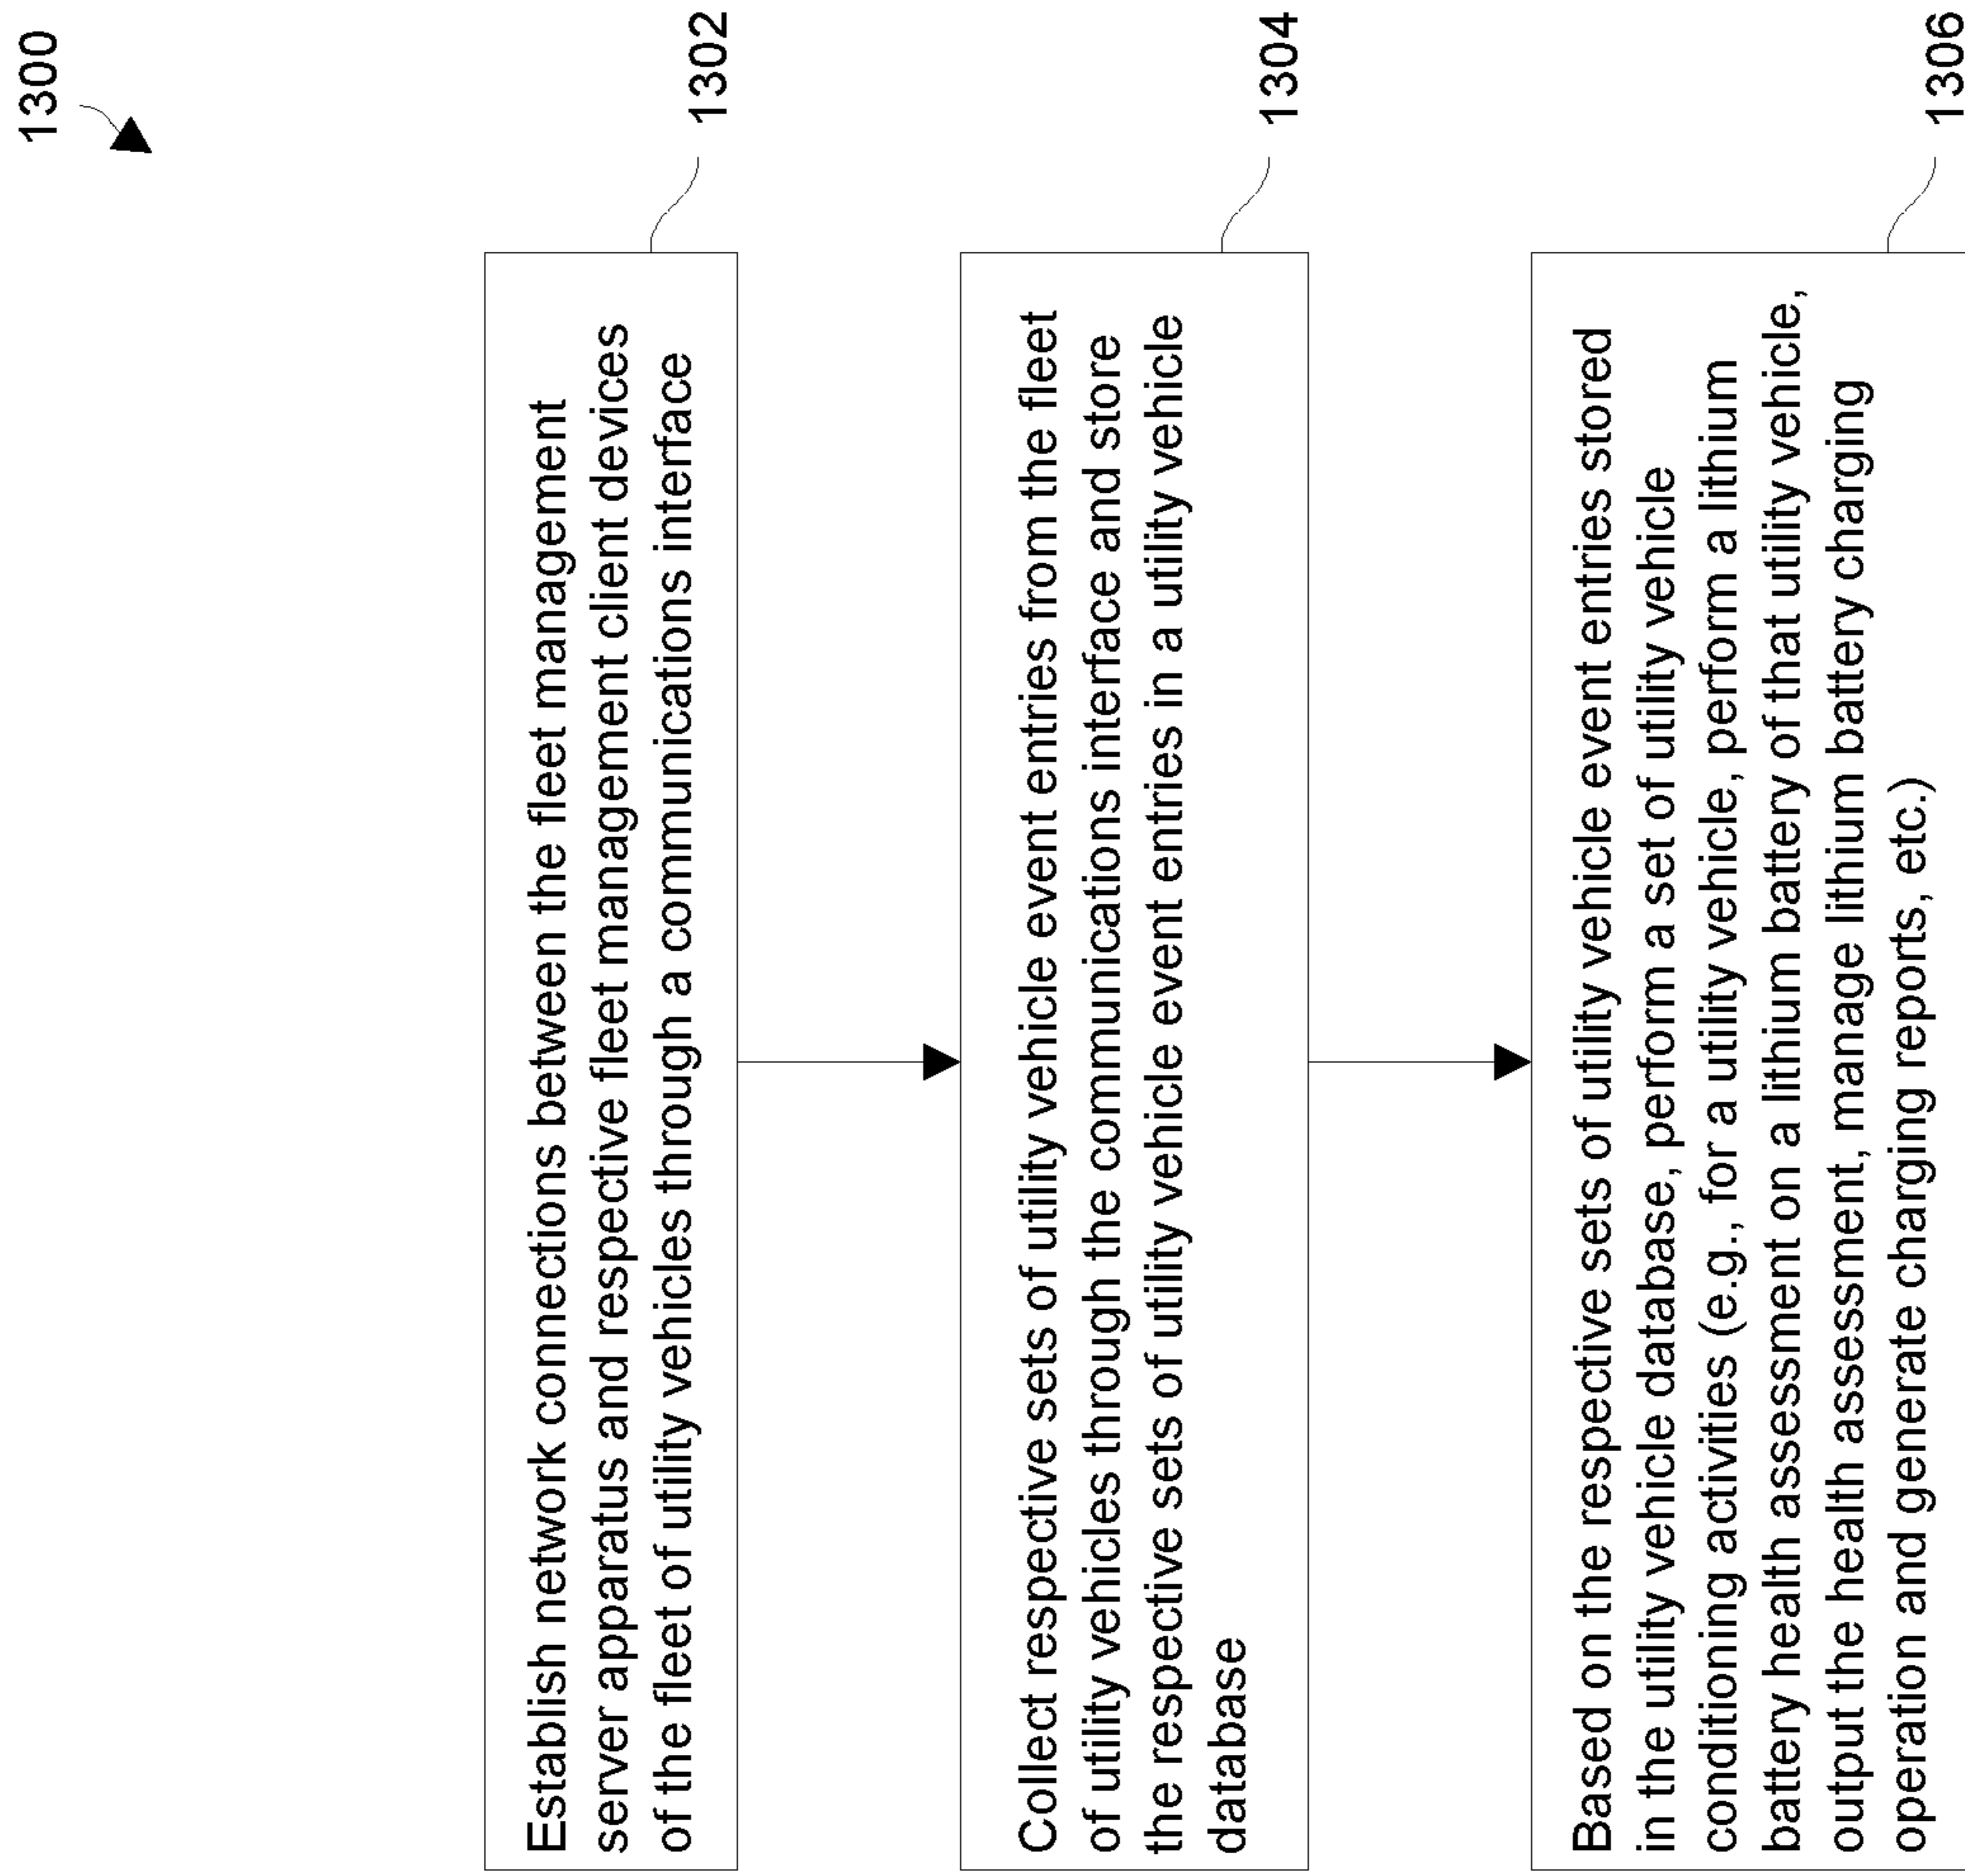 1300
Establish network connections between the fleet management
server apparatus and respective fleet management client devices
of the fleet of utility vehicles through a communications interface
1302
Collect respective sets of utility vehicle event entries from the fleet
of utility vehicles through the communications interface and store
the respective sets of utility vehicle event entries in a utility vehicle
database
1304
Based on the respective sets of utility vehicle event entries stored
in the utility vehicle database, perform a set of utility vehicle
conditioning activities (e.g., for a utility vehicle, perform a lithium
battery health assessment on a lithium battery of that utility vehicle,
output the health assessment, manage lithium battery charging
operation and generate charging reports, etc.)
1306